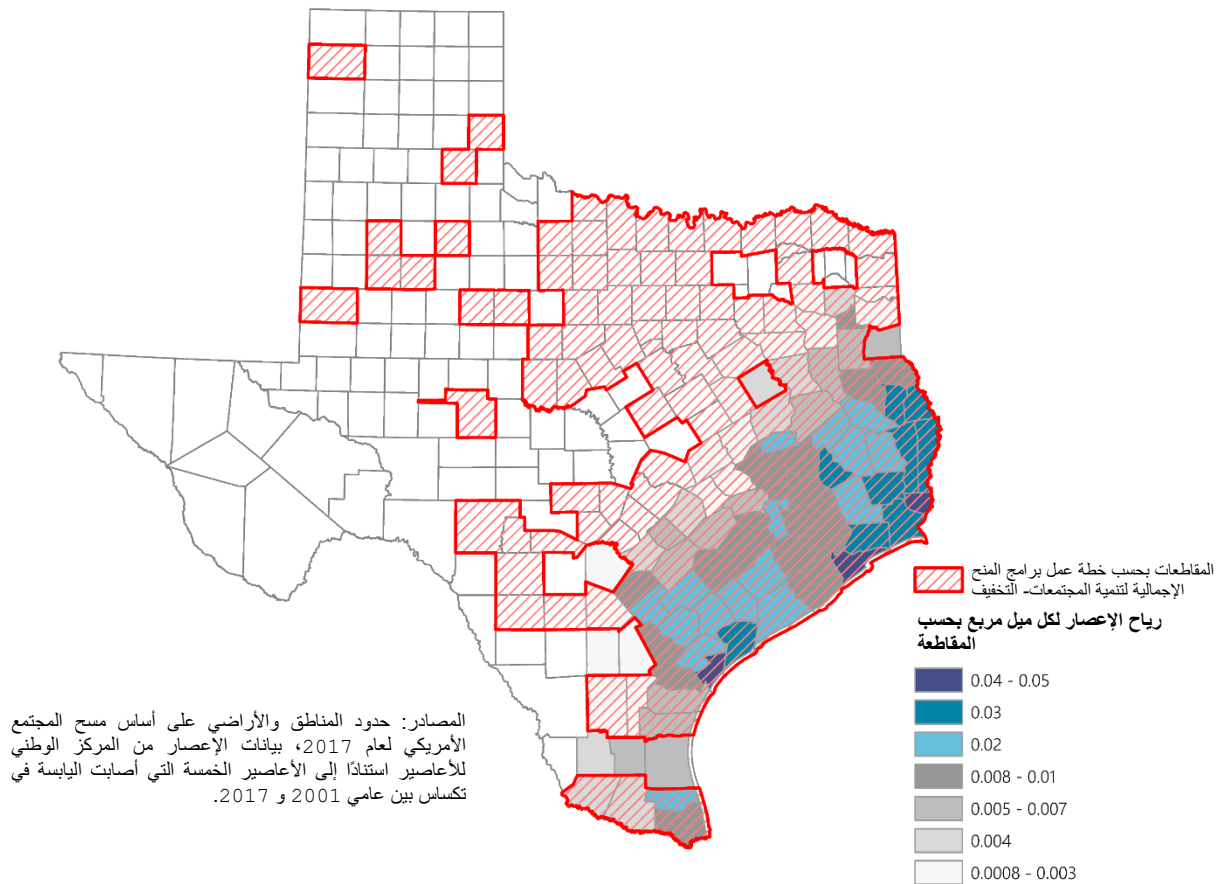 المقاطعات بحسب خطة عمل برامج المنح
الإجمالية لتنمية المجتمعات- التخفيف
رياح الإعصار لكل ميل مربع بحسب
المقاطعة
0.04 - 0.05
0.03
0.02
0.008 - 0.01
0.005 - 0.007
0.004
0.0008 - 0.003
المصادر: حدود المناطق والأراضي على أساس مسح المجتمع
الأمريكي لعام 2017، بيانات الإعصار من المركز الوطني
للأعاصير استنادًا إلى الأعاصير الخمسة التي أصابت اليابسة في
تكساس بين عامي 2001 و 2017.